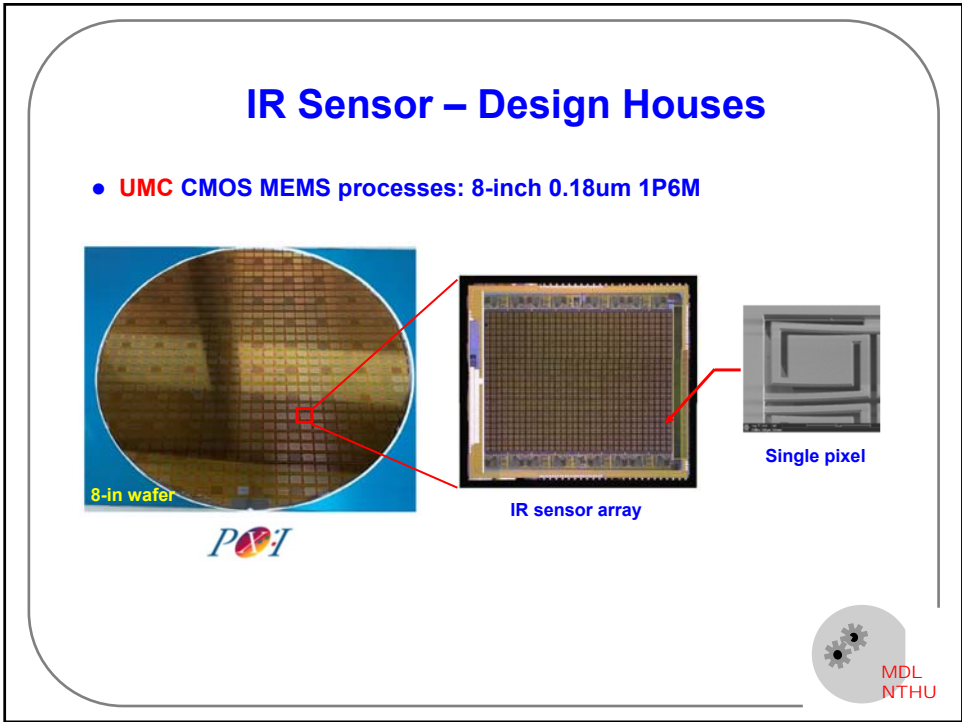 IR Sensor – Design Houses
● UMC CMOS MEMS processes: 8-inch 0.18um 1P6M
8-in wafer
IR sensor array
Single pixel
PX:I
MDL
NTHU